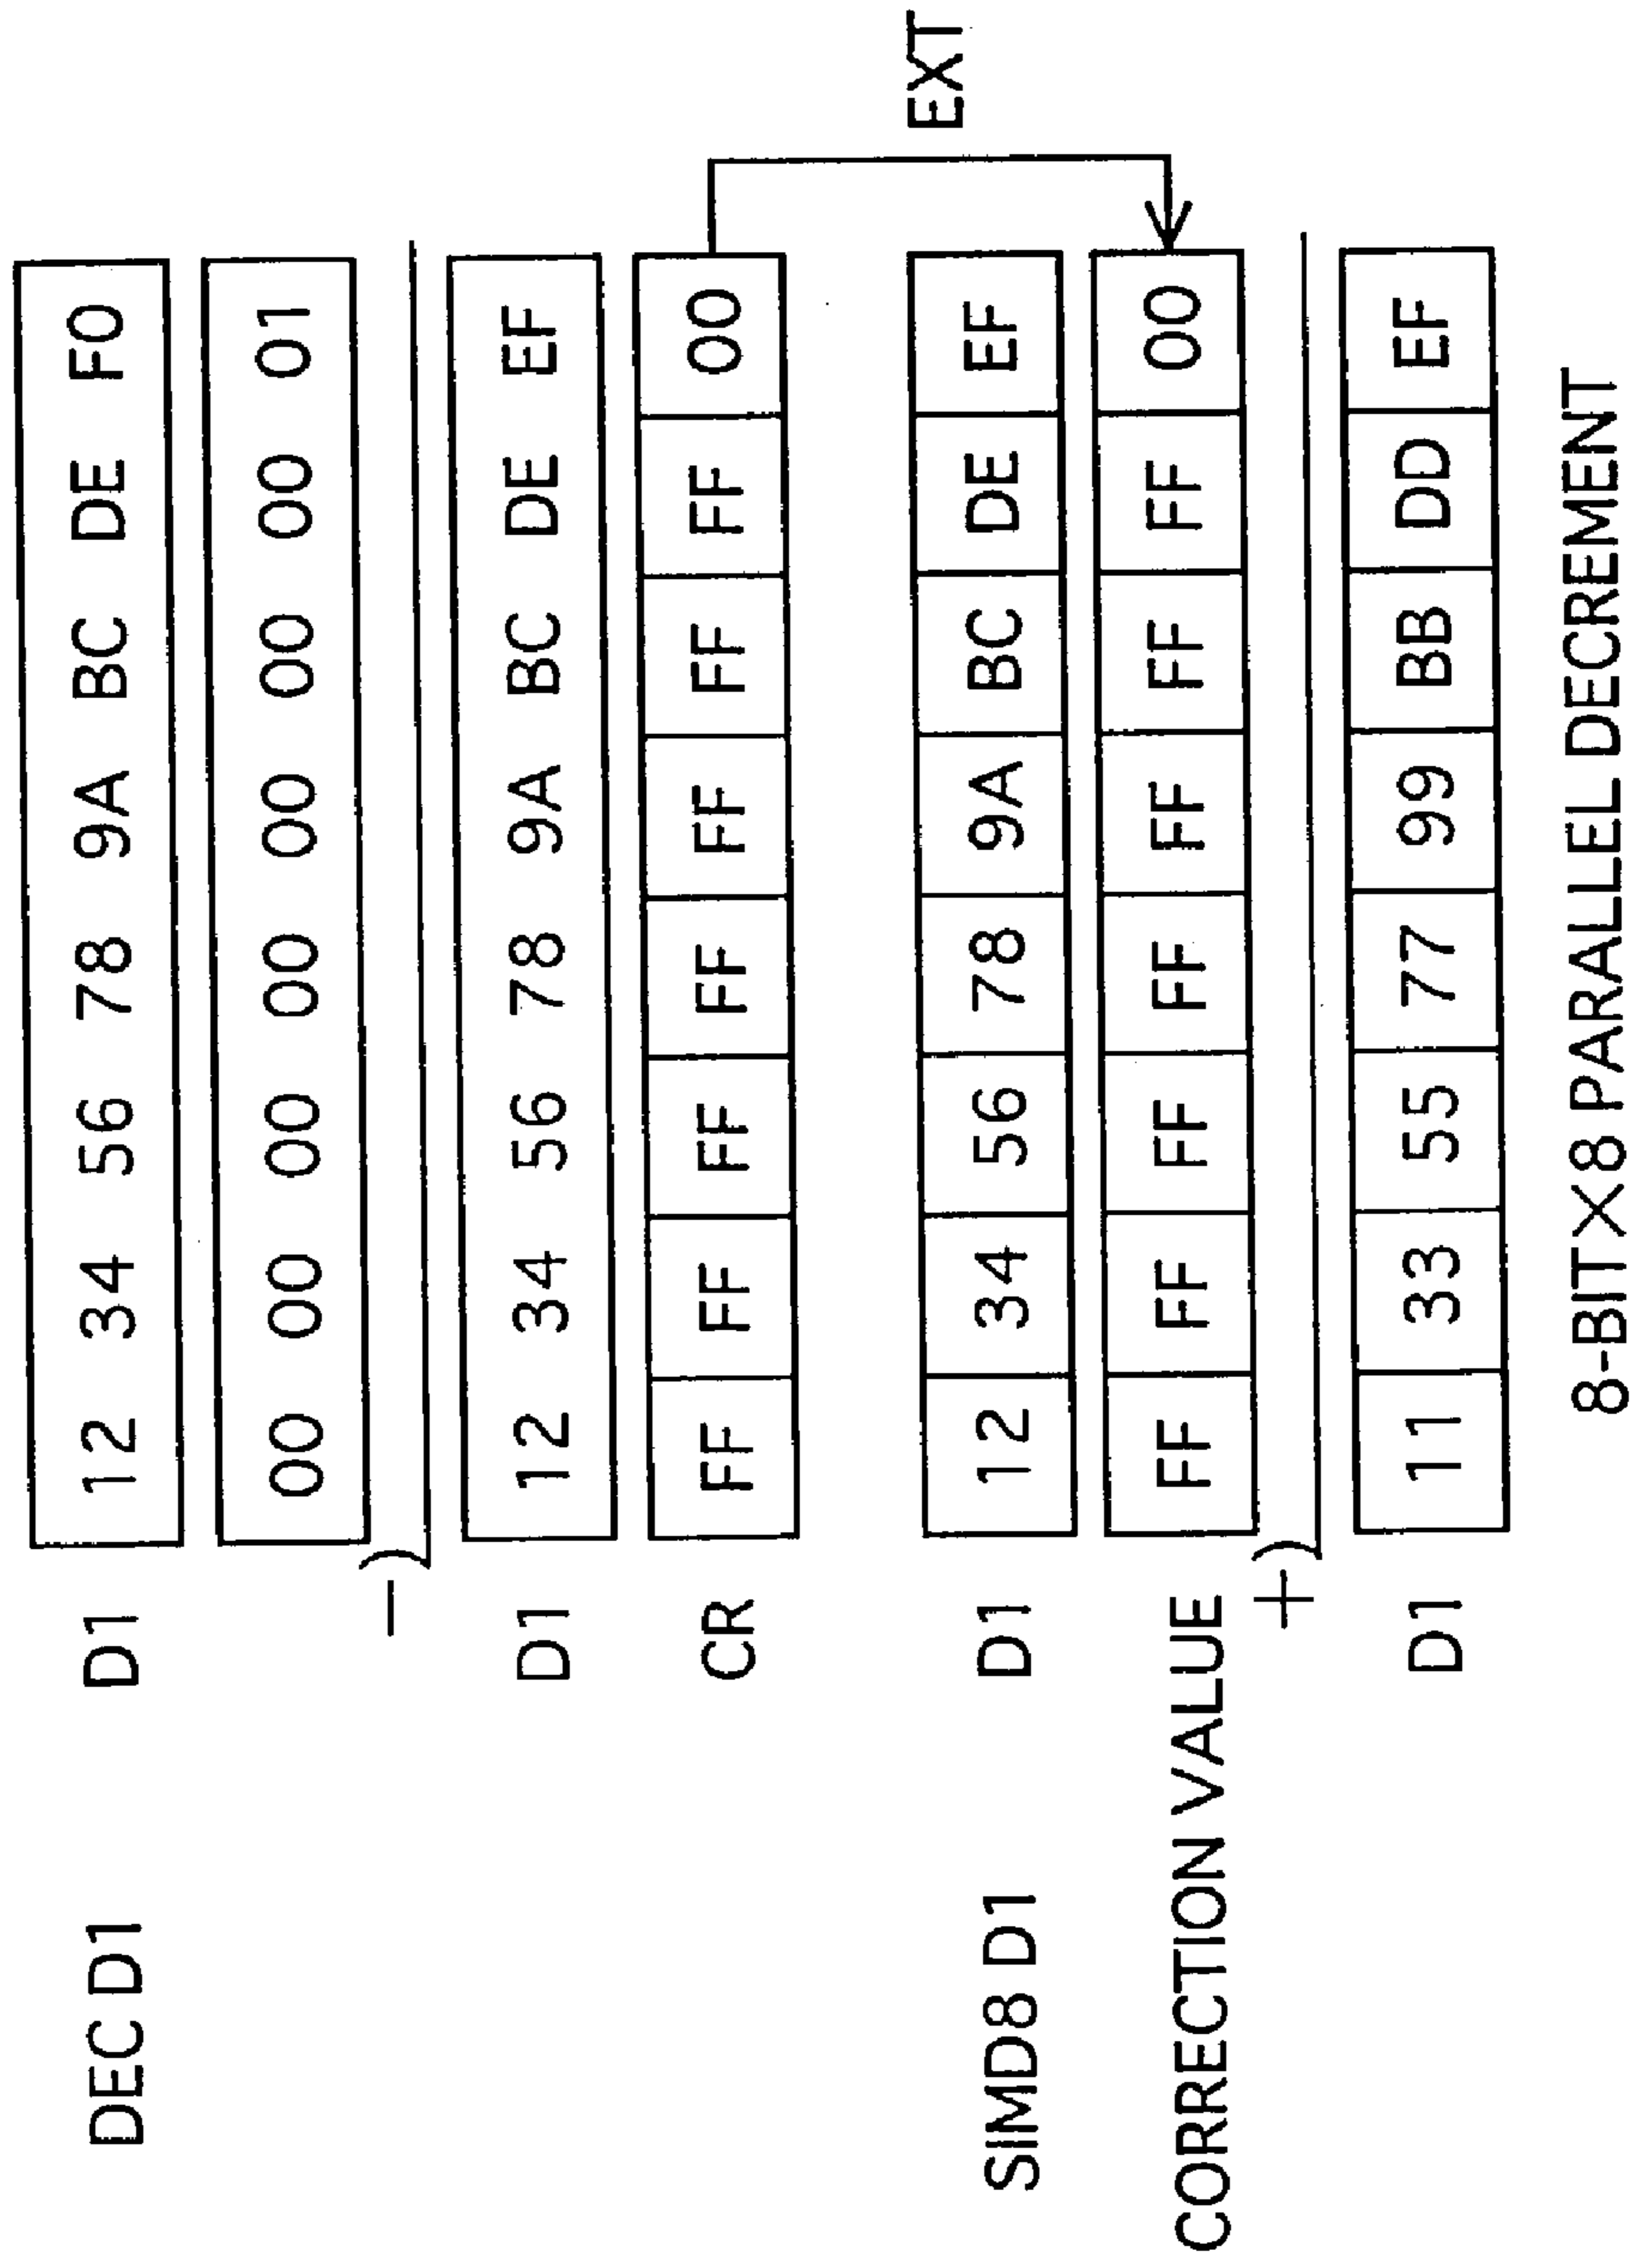 DEC D1 D1 12 34 56 78 9A BC DE F0
00 00 00 00 00 00 00 01
−)
D1 12 34 56 78 9A BC DE EF
CR FF FF FF FF FF FF FF 00
EXT
SIMD8 D1 D1 12 34 56 78 9A BC DE EF
CORRECTION VALUE FF FF FF FF FF FF FF 00
+)
D1 11 33 55 77 99 BB DD EF
8-BIT×8 PARALLEL DECREMENT